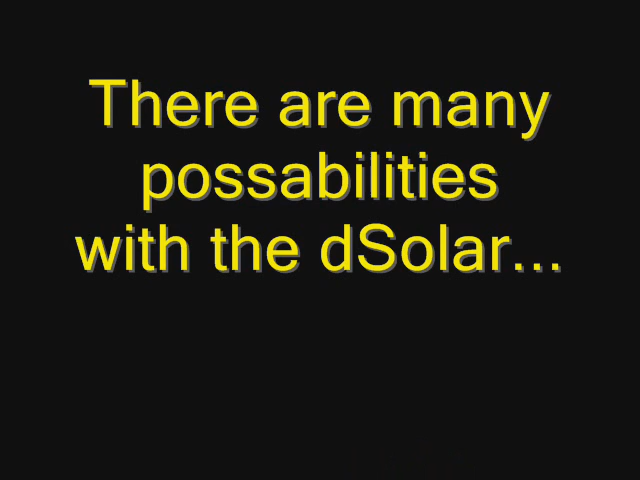 There are many
possabilities
with the dSolar...